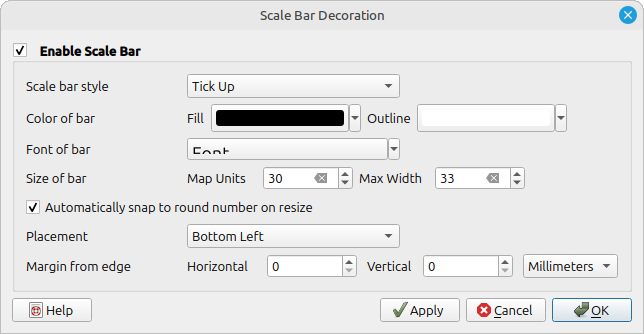 Scale Bar Decoration
Enable Scale Bar
Scale bar style Tick Up
Color of bar Fill Outline
Font of bar Font
Size of bar Map Units 30 Max Width 33
Automatically snap to round number on resize
Placement Bottom Left
Margin from edge Horizontal 0 Vertical 0 Millimeters
Help Apply Cancel OK